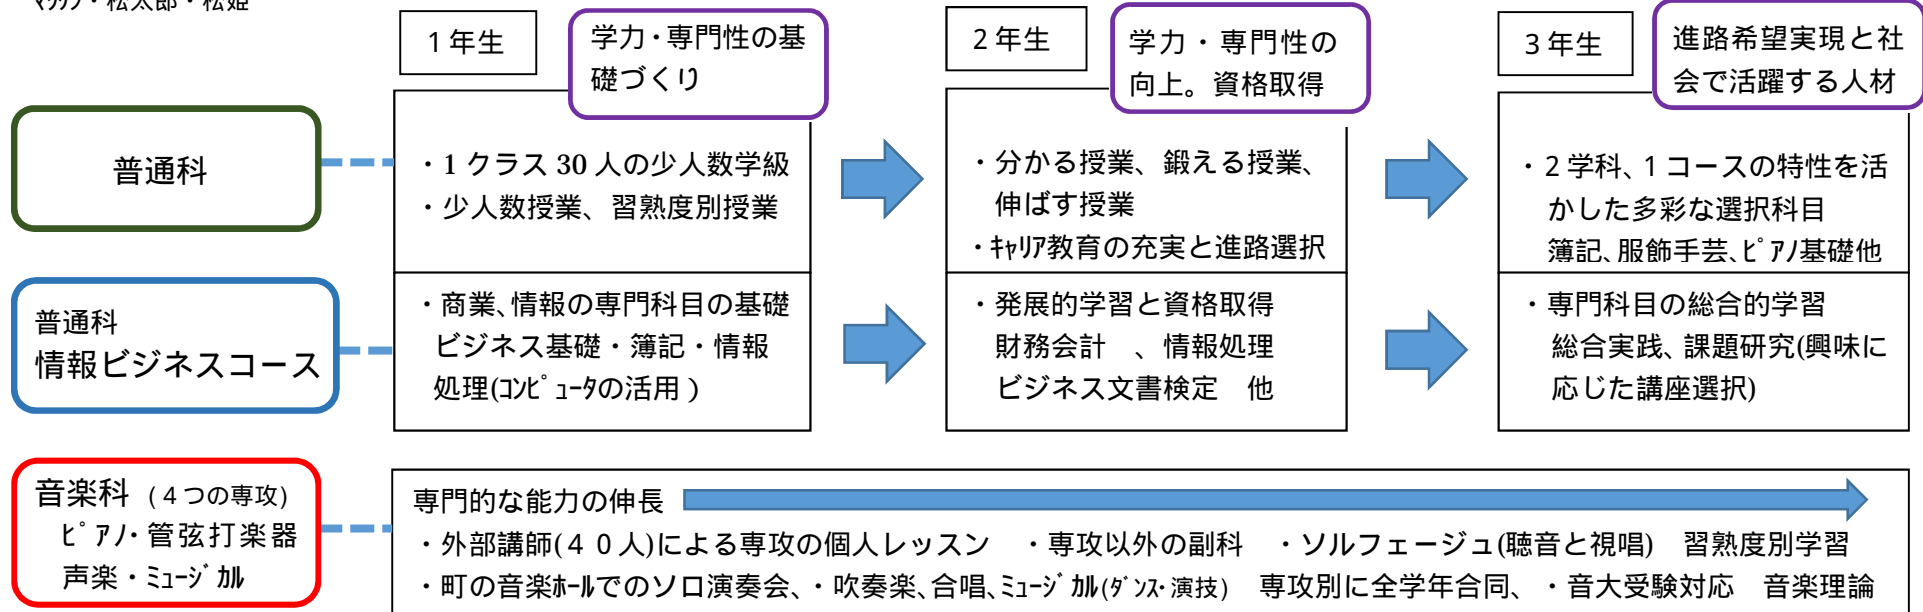 ﾏｸﾘﾝ・松太郎・松姫
1年生
学力・専門性の基
礎づくり
2年生
学力・専門性の
向上。資格取得
3年生
進路希望実現と社
会で活躍する人材
普通科
・1クラス30人の少人数学級
・少人数授業、習熟度別授業
・分かる授業、鍛える授業、
伸ばす授業
・ｷｬﾘｱ教育の充実と進路選択
・2学科、1コースの特性を活
かした多彩な選択科目
簿記、服飾手芸、ﾋﾟｱﾉ基礎他
普通科
情報ビジネスコース
・商業、情報の専門科目の基礎
ビジネス基礎・簿記・情報
処理(ｺﾝﾋﾟｭｰﾀの活用)
・発展的学習と資格取得
財務会計　、情報処理
ビジネス文書検定　他
・専門科目の総合的学習
総合実践、課題研究(興味に
応じた講座選択)
音楽科 (4つの専攻)
ﾋﾟｱﾉ・管弦打楽器
声楽・ﾐｭｰｼﾞｶﾙ
専門的な能力の伸長
・外部講師(40人)による専攻の個人レッスン　・専攻以外の副科　・ソルフェージュ(聴音と視唱)　習熟度別学習
・町の音楽ﾎｰﾙでのソロ演奏会、・吹奏楽、合唱、ﾐｭｰｼﾞｶﾙ(ﾀﾞﾝｽ・演技)　専攻別に全学年合同、・音大受験対応　音楽理論